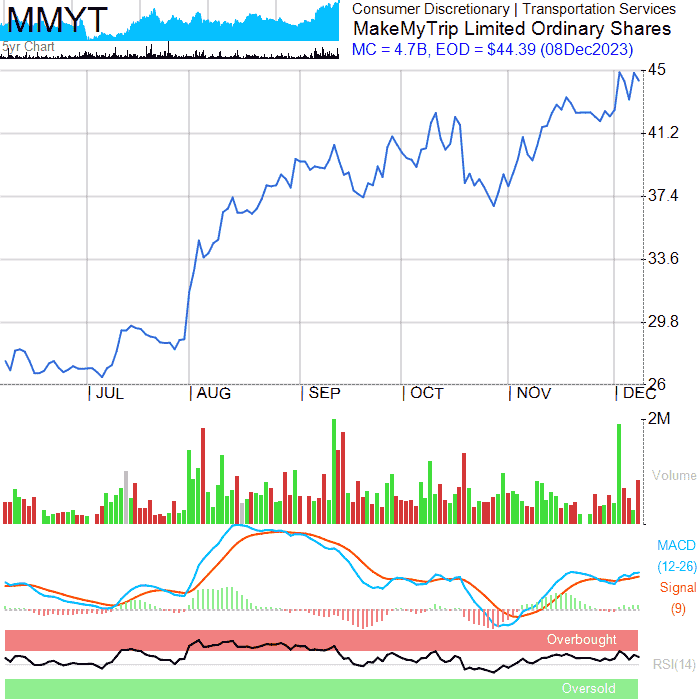 MMYT
5yr Chart
Consumer Discretionary | Transportation Services
MakeMyTrip Limited Ordinary Shares
MC = 4.7B, EOD = $44.39 (08Dec2023)
45
41.2
37.4
33.6
29.8
26
JUL AUG SEP OCT NOV DEC
2M
Volume
MACD
(12-26)
Signal
(9)
Overbought
RSI(14)
Oversold